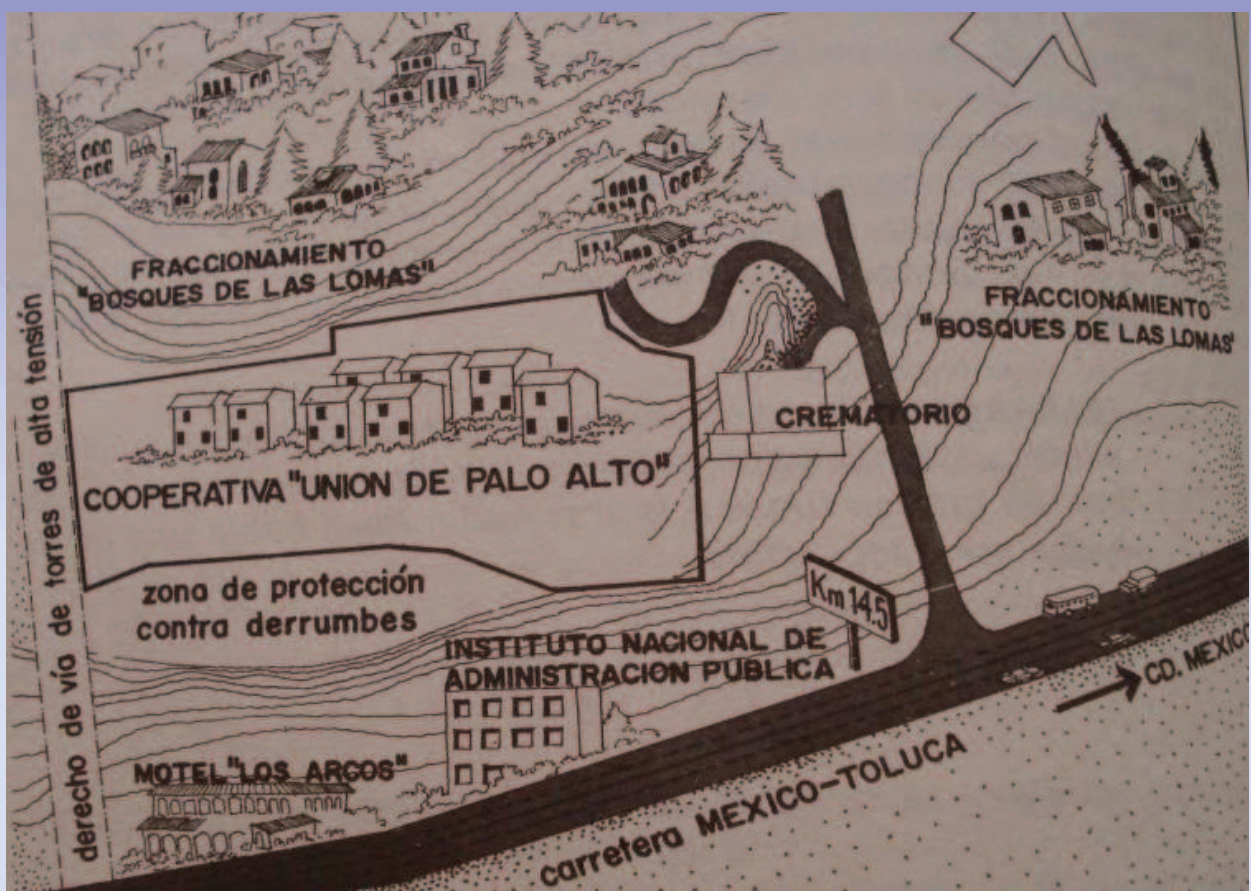 FRACCIONAMIENTO
"BOSQUES DE LAS LOMAS"
FRACCIONAMIENTO
"BOSQUES DE LAS LOMAS"
CREMATORIO
COOPERATIVA "UNION DE PALO ALTO"
derecho de vía de torres de alta tensión
zona de protección
contra derrumbes
Km 14.5
INSTITUTO NACIONAL DE
ADMINISTRACION PUBLICA
CD. MEXICO
MOTEL "LOS ARCOS"
carretera MEXICO-TOLUCA